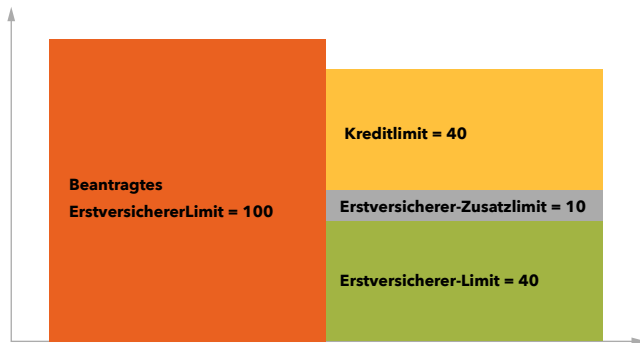 Beantragtes
ErstversichererLimit = 100
Kreditlimit = 40
Erstversicherer-Zusatzlimit = 10
Erstversicherer-Limit = 40